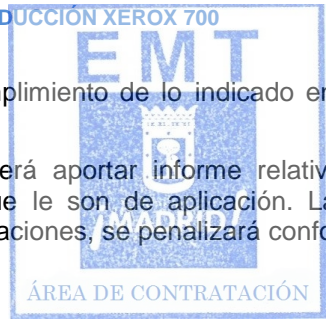 DUCCIÓN XEROX 700
EMT
plimiento de lo indicado en
erá aportar informe relativ
e le son de aplicación. La
¡MADRID!
aciones, se penalizará confo
ÁREA DE CONTRATACIÓN